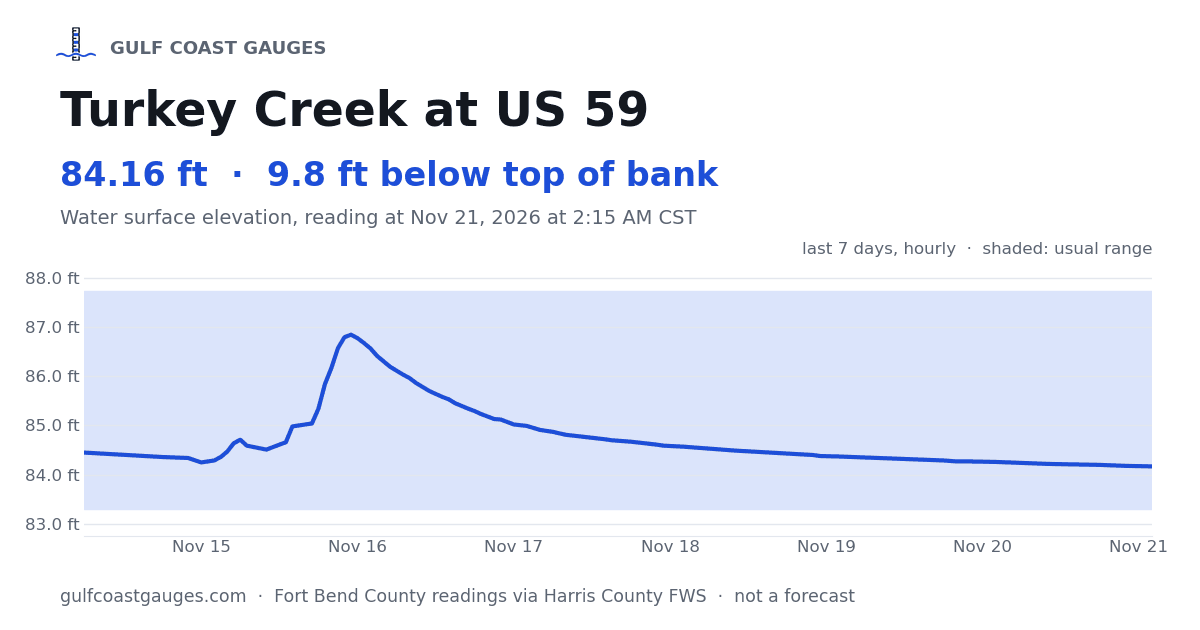 GULF COAST GAUGES
Turkey Creek at US 59
84.16 ft · 9.8 ft below top of bank
Water surface elevation, reading at Nov 21, 2026 at 2:15 AM CST
last 7 days, hourly · shaded: usual range
88.0 ft
87.0 ft
86.0 ft
85.0 ft
84.0 ft
83.0 ft
Nov 15 Nov 16 Nov 17 Nov 18 Nov 19 Nov 20 Nov 21
gulfcoastgauges.com · Fort Bend County readings via Harris County FWS · not a forecast